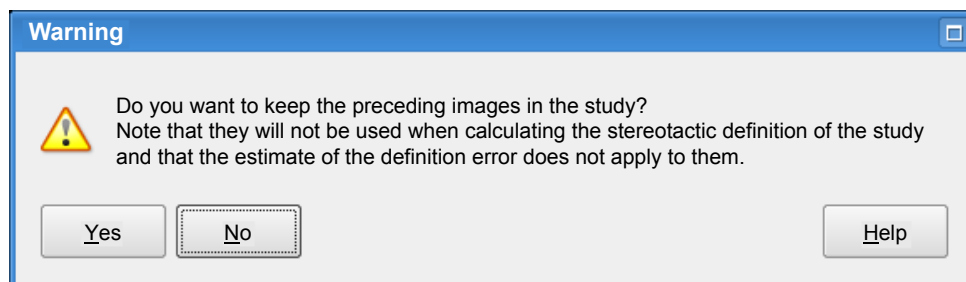 Warning
Do you want to keep the preceding images in the study?
Note that they will not be used when calculating the stereotactic definition of the study
and that the estimate of the definition error does not apply to them.
Yes No Help